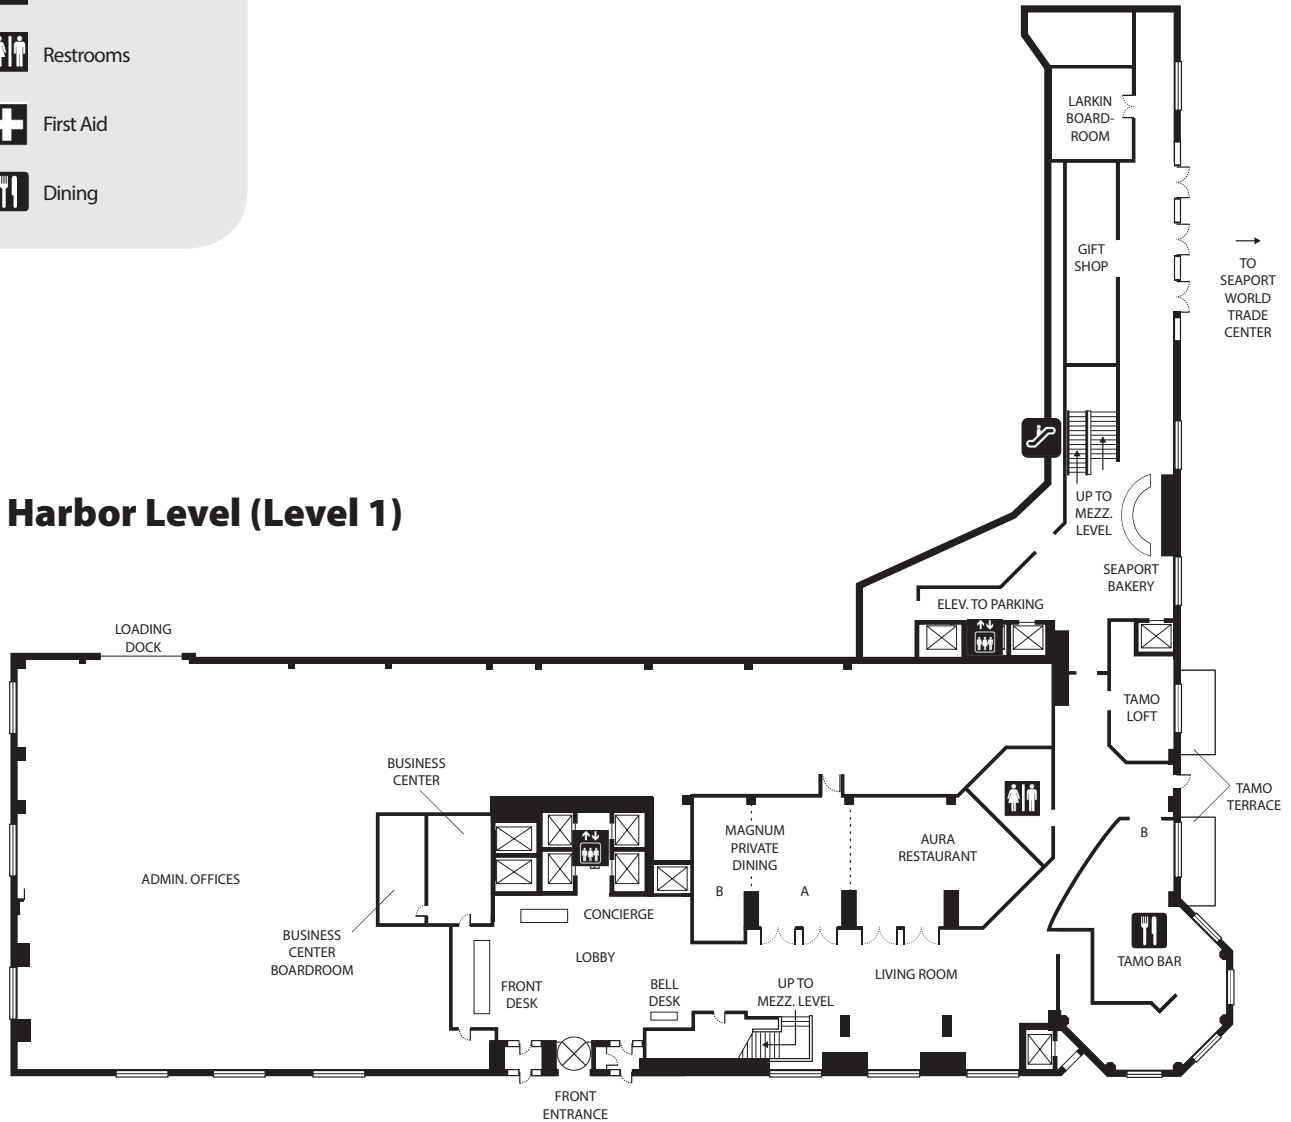 Restrooms
First Aid
Dining
LARKIN
BOARD-
ROOM
GIFT
SHOP
TO
SEAPORT
WORLD
TRADE
CENTER
Harbor Level (Level 1)
UP TO
MEZZ.
LEVEL
SEAPORT
BAKERY
ELEV. TO PARKING
LOADING
DOCK
TAMO
LOFT
TAMO
TERRACE
BUSINESS
CENTER
MAGNUM
PRIVATE
DINING
B
A
AURA
RESTAURANT
B
ADMIN. OFFICES
CONCIERGE
BUSINESS
CENTER
BOARDROOM
LOBBY
FRONT
DESK
BELL
DESK
UP TO
MEZZ. LEVEL
LIVING ROOM
TAMO BAR
FRONT
ENTRANCE